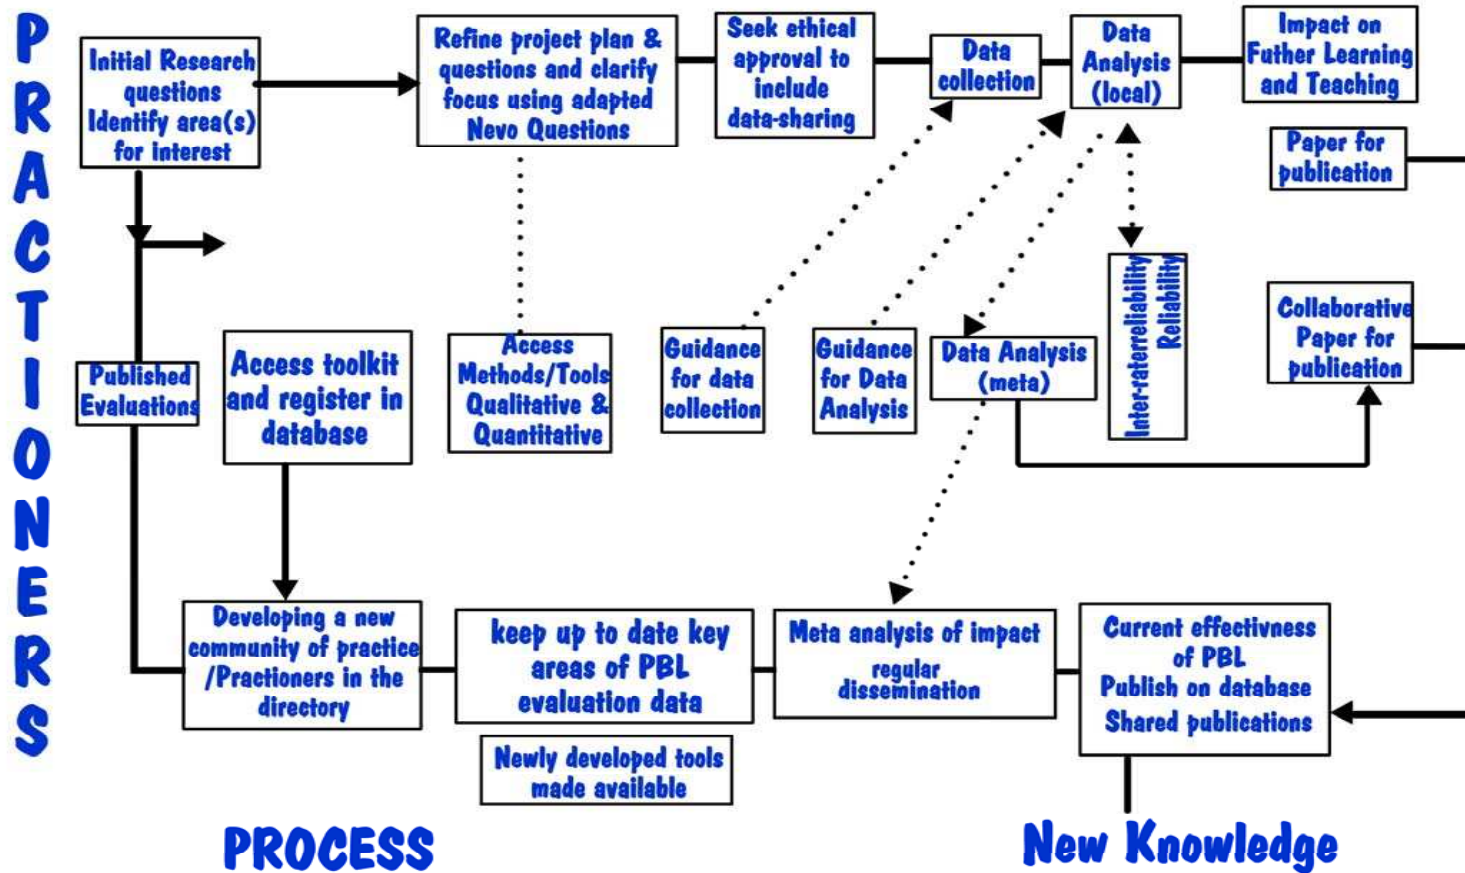 PRACTIONERS
Initial Research
questions
Identify area(s)
for interest
Refine project plan &
questions and clarify
focus using adapted
Nevo Questions
Seek ethical
approval to
include
data-sharing
Data
collection
Data
Analysis
(local)
Impact on
Futher Learning
and Teaching
Paper for
publication
Published
Evaluations
Access toolkit
and register in
database
Access
Methods/Tools
Qualitative &
Quantitative
Guidance
for data
collection
Guidance
for Data
Analysis
Data Analysis
(meta)
Inter-raterreliability
Reliability
Collaborative
Paper for
publication
Developing a new
community of practice
/Practioners in the
directory
keep up to date key
areas of PBL
evaluation data
Newly developed tools
made available
Meta analysis of impact
regular
dissemination
Current effectivness
of PBL
Publish on database
Shared publications
PROCESS
New Knowledge